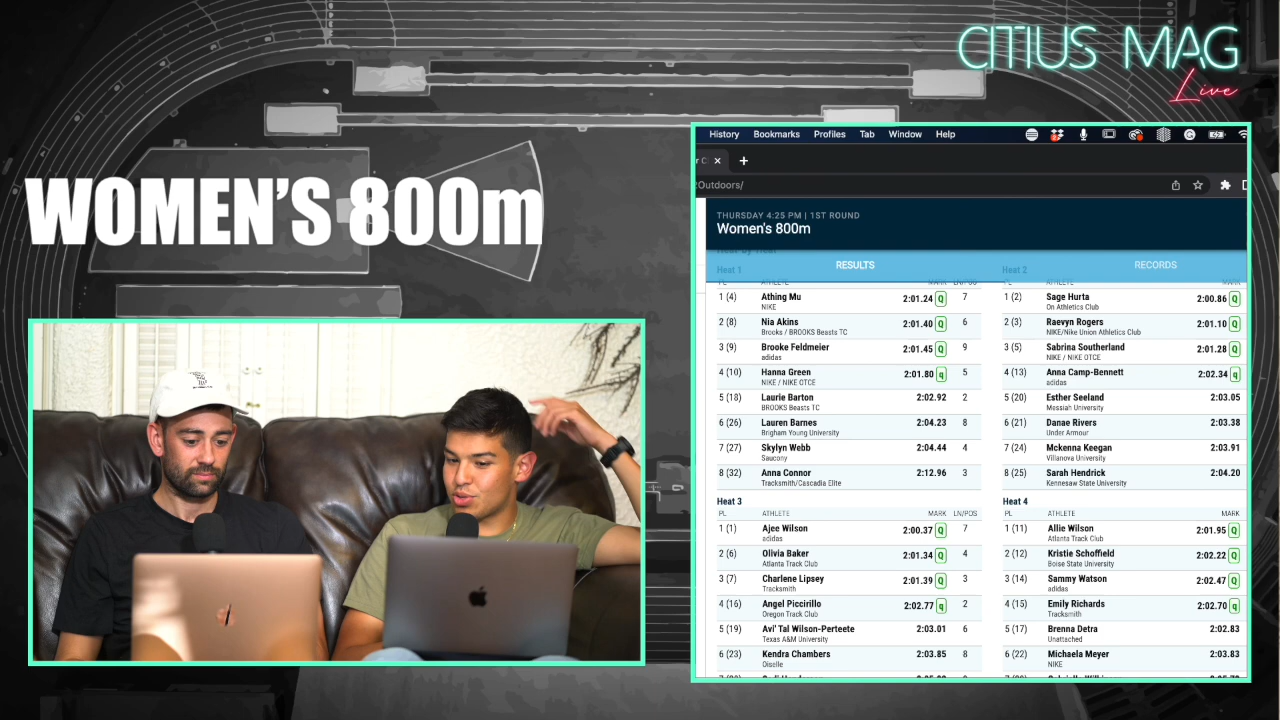 CITIUS MAG
Live
WOMEN'S 800m
History Bookmarks Profiles Tab Window Help
Outdoors/
THURSDAY 4:25 PM | 1ST ROUND
Women's 800m
RESULTS RECORDS
Heat 1
PL ATHLETE MARK LN/POS
1 (4) Athing Mu 2:01.24 Q 7
NIKE
2 (8) Nia Akins 2:01.40 Q 6
Brooks / BROOKS Beasts TC
3 (9) Brooke Feldmeier 2:01.45 Q 9
adidas
4 (10) Hanna Green 2:01.80 q 5
NIKE / NIKE OTCE
5 (18) Laurie Barton 2:02.92 2
BROOKS Beasts TC
6 (26) Lauren Barnes 2:04.23 8
Brigham Young University
7 (27) Skylyn Webb 2:04.44 4
Saucony
8 (32) Anna Connor 2:12.96 3
Tracksmith/Cascadia Elite
Heat 2
PL ATHLETE MARK
1 (2) Sage Hurta 2:00.86 Q
On Athletics Club
2 (3) Raevyn Rogers 2:01.10 Q
NIKE/Nike Union Athletics Club
3 (5) Sabrina Southerland 2:01.28 Q
NIKE / NIKE OTCE
4 (13) Anna Camp-Bennett 2:02.34 q
adidas
5 (20) Esther Seeland 2:03.05
Messiah University
6 (21) Danae Rivers 2:03.38
Under Armour
7 (24) Mckenna Keegan 2:03.91
Villanova University
8 (25) Sarah Hendrick 2:04.20
Kennesaw State University
Heat 3
PL ATHLETE MARK LN/POS
1 (1) Ajee Wilson 2:00.37 Q 7
adidas
2 (6) Olivia Baker 2:01.34 Q 4
Atlanta Track Club
3 (7) Charlene Lipsey 2:01.39 Q 3
Tracksmith
4 (16) Angel Piccirillo 2:02.77 q 2
Oregon Track Club
5 (19) Avi' Tal Wilson-Perteete 2:03.01 6
Texas A&M University
6 (23) Kendra Chambers 2:03.85 8
Oiselle
Heat 4
PL ATHLETE MARK
1 (11) Allie Wilson 2:01.95 Q
Atlanta Track Club
2 (12) Kristie Schoffield 2:02.22 Q
Boise State University
3 (14) Sammy Watson 2:02.47 Q
adidas
4 (15) Emily Richards 2:02.70 q
Tracksmith
5 (17) Brenna Detra 2:02.83
Unattached
6 (22) Michaela Meyer 2:03.83
NIKE